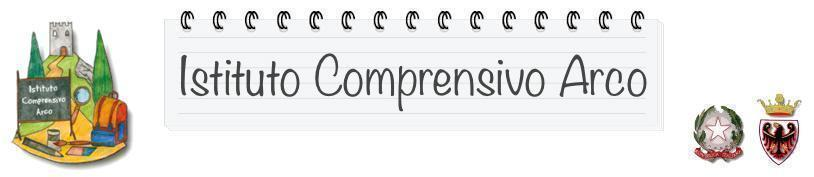 Istituto
Comprensivo
Arco
Istituto Comprensivo Arco